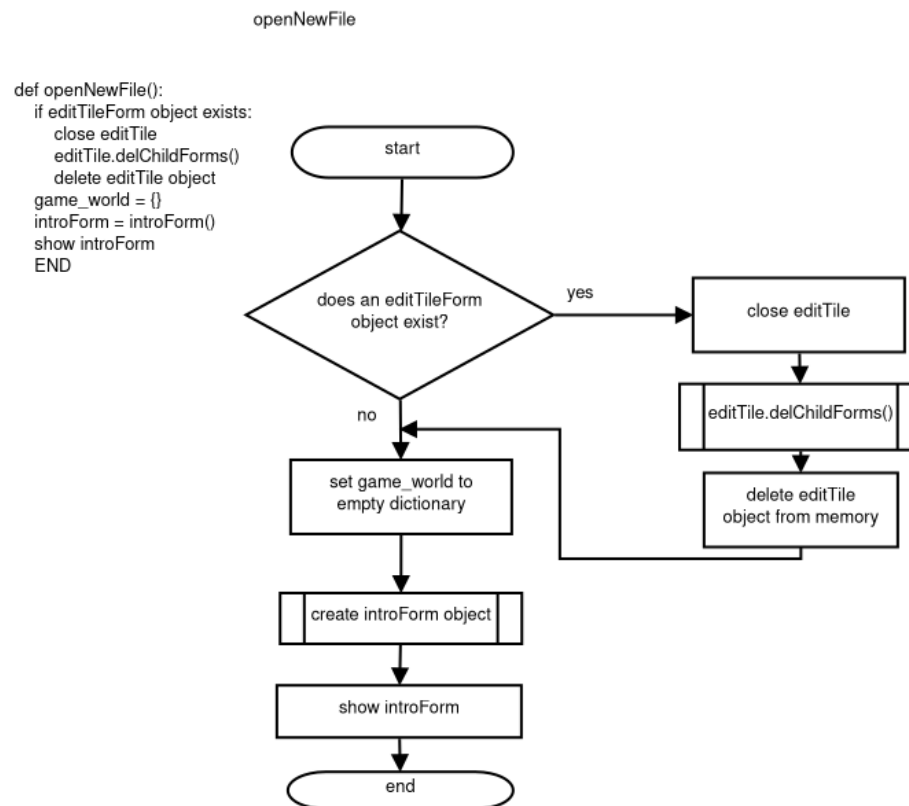 openNewFile
def openNewFile():
if editTileForm object exists:
close editTile
editTile.delChildForms()
delete editTile object
game_world = {}
introForm = introForm()
show introForm
END
start
does an editTileForm
object exist?
yes
close editTile
editTile.delChildForms()
delete editTile
object from memory
no
set game_world to
empty dictionary
create introForm object
show introForm
end